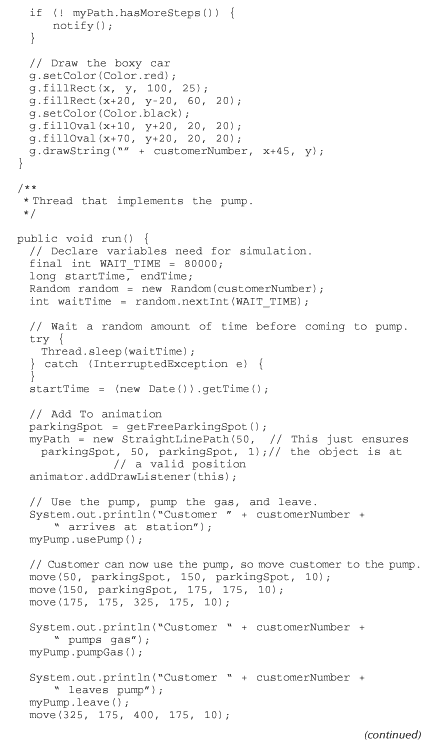 if (! myPath.hasMoreSteps()) {
notify();
}
// Draw the boxy car
g.setColor(Color.red);
g.fillRect(x, y, 100, 25);
g.fillRect(x+20, y-20, 60, 20);
g.setColor(Color.black);
g.fillOval(x+10, y+20, 20, 20);
g.fillOval(x+70, y+20, 20, 20);
g.drawString("" + customerNumber, x+45, y);
}
/**
* Thread that implements the pump.
*/
public void run() {
// Declare variables need for simulation.
final int WAIT_TIME = 80000;
long startTime, endTime;
Random random = new Random(customerNumber);
int waitTime = random.nextInt(WAIT_TIME);
// Wait a random amount of time before coming to pump.
try {
Thread.sleep(waitTime);
} catch (InterruptedException e) {
}
startTime = (new Date()).getTime();
// Add To animation
parkingSpot = getFreeParkingSpot();
myPath = new StraightLinePath(50, // This just ensures
parkingSpot, 50, parkingSpot, 1);// the object is at
// a valid position
animator.addDrawListener(this);
// Use the pump, pump the gas, and leave.
System.out.println("Customer " + customerNumber +
" arrives at station");
myPump.usePump();
// Customer can now use the pump, so move customer to the pump.
move(50, parkingSpot, 150, parkingSpot, 10);
move(150, parkingSpot, 175, 175, 10);
move(175, 175, 325, 175, 10);
System.out.println("Customer " + customerNumber +
" pumps gas");
myPump.pumpGas();
System.out.println("Customer " + customerNumber +
" leaves pump");
myPump.leave();
move(325, 175, 400, 175, 10);
(continued)